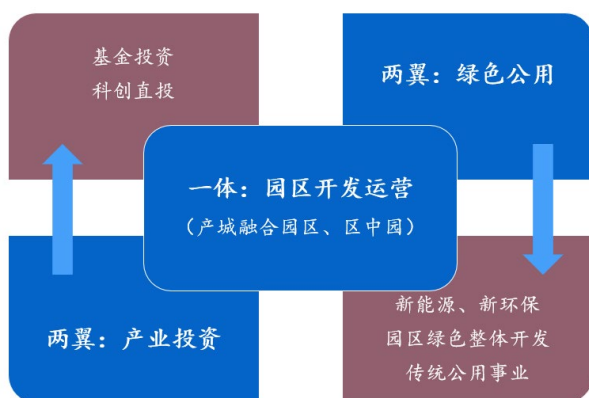 基金投资
科创直投
两翼：绿色公用
一体：园区开发运营
（产城融合园区、区中园）
两翼：产业投资
新能源、新环保
园区绿色整体开发
传统公用事业